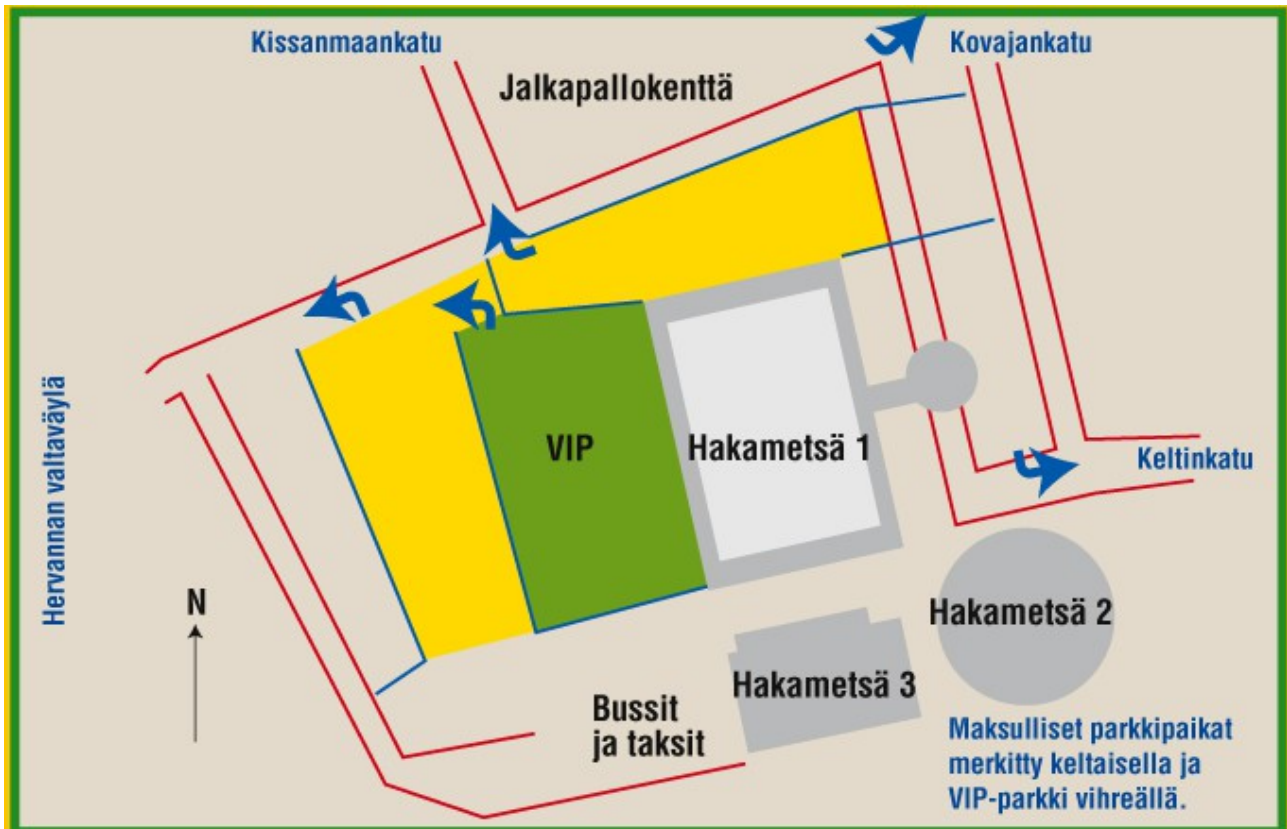 Kissanmaankatu
Kovajankatu
Jalkapallokenttä
Hervannan valtaväylä
VIP
Hakametsä 1
Keltinkatu
N
Hakametsä 2
Hakametsä 3
Bussit
ja taksit
Maksulliset parkkipaikat
merkitty keltaisella ja
VIP-parkki vihreällä.